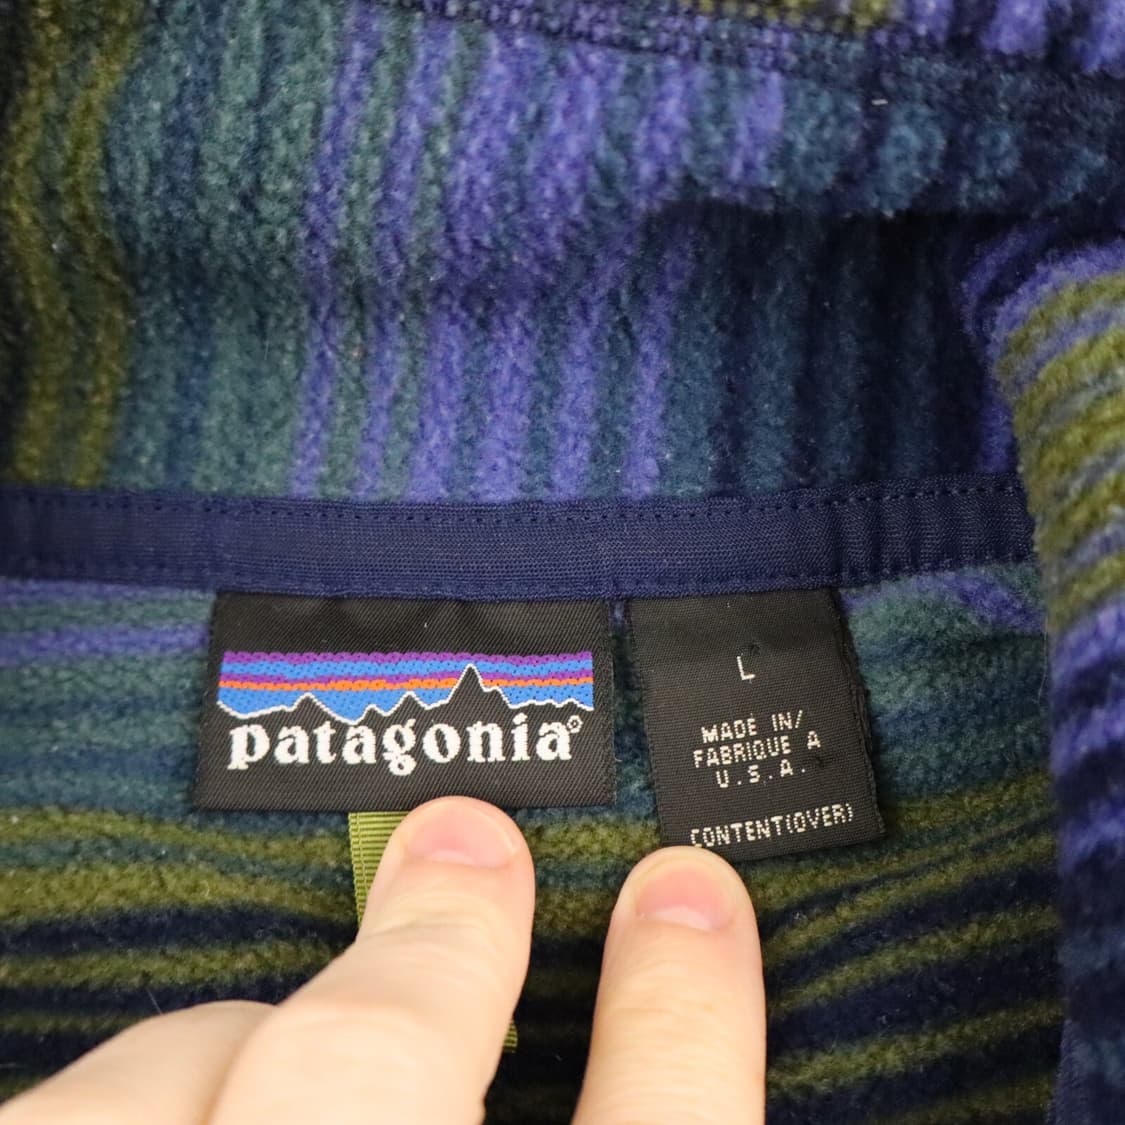 patagonia®
L
MADE IN/
FABRIQUE A
U.S.A.
CONTENT(OVER)